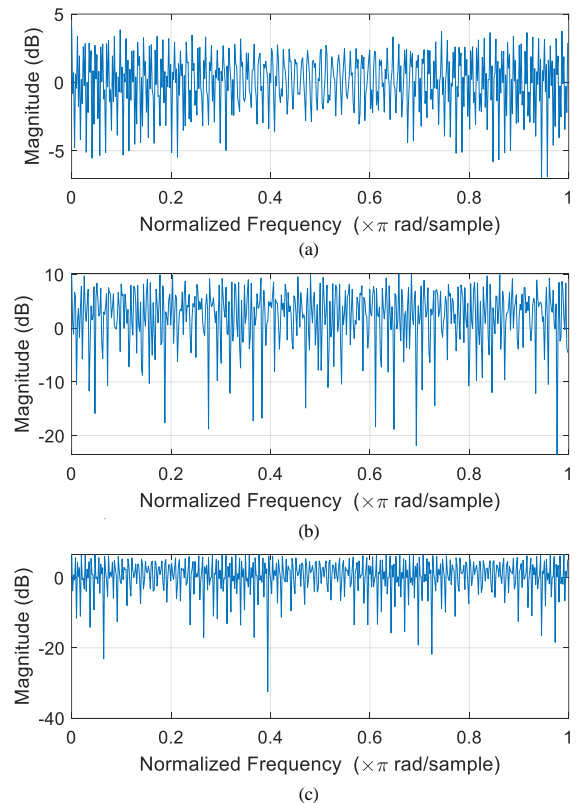 5
0
-5
Magnitude (dB)
0 0.2 0.4 0.6 0.8 1
Normalized Frequency (×π rad/sample)
(a)
10
0
-10
-20
Magnitude (dB)
0 0.2 0.4 0.6 0.8 1
Normalized Frequency (×π rad/sample)
(b)
0
-20
-40
Magnitude (dB)
0 0.2 0.4 0.6 0.8 1
Normalized Frequency (×π rad/sample)
(c)